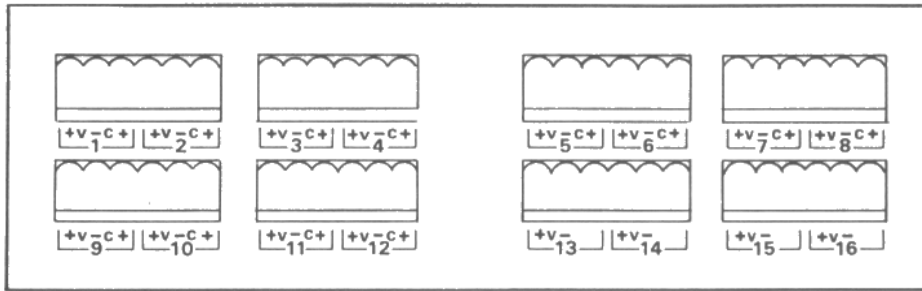 +v-c+ +v-c+ +v-c+ +v-c+ +v-c+ +v-c+ +v-c+ +v-c+
1 2 3 4 5 6 7 8
+v-c+ +v-c+ +v-c+ +v-c+ +v- +v- +v- +v-
9 10 11 12 13 14 15 16